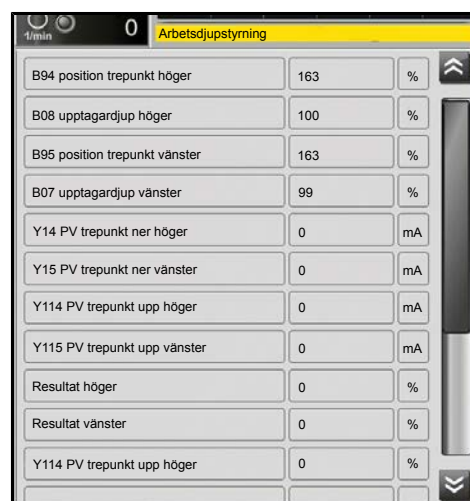 1/min 0 Arbetsdjupstyrning
B94 position trepunkt höger 163 %
B08 upptagardjup höger 100 %
B95 position trepunkt vänster 163 %
B07 upptagardjup vänster 99 %
Y14 PV trepunkt ner höger 0 mA
Y15 PV trepunkt ner vänster 0 mA
Y114 PV trepunkt upp höger 0 mA
Y115 PV trepunkt upp vänster 0 mA
Resultat höger 0 %
Resultat vänster 0 %
Y114 PV trepunkt upp höger 0 %